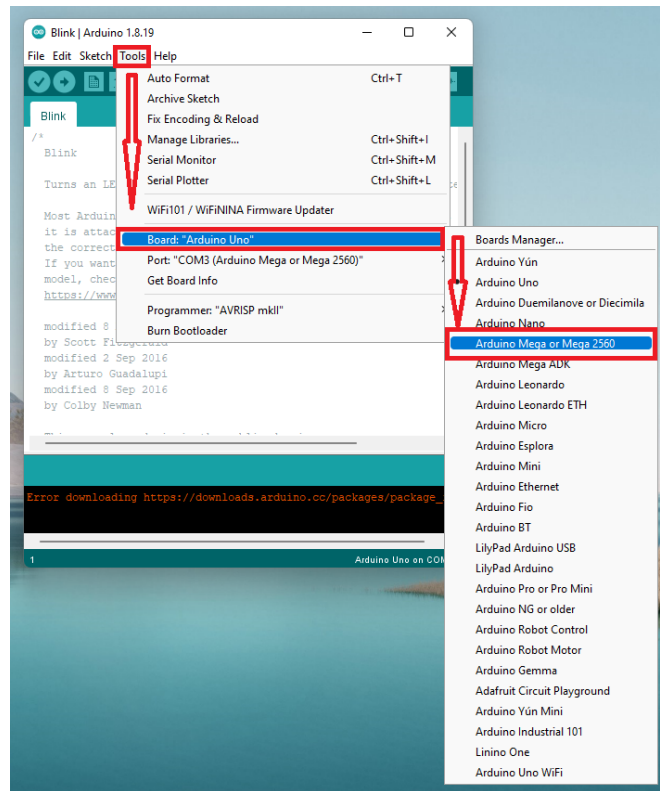 Blink | Arduino 1.8.19
File Edit Sketch Tools Help
Blink
/*
Blink
Turns an LE
Most Arduin
it is attac
the correct
If you want
model, chec
https://www
modified 8
by Scott Fitzgerald
modified 2 Sep 2016
by Arturo Guadalupi
modified 8 Sep 2016
by Colby Newman
Error downloading https://downloads.arduino.cc/packages/package_
1
Arduino Uno on COM
Auto Format Ctrl+T
Archive Sketch
Fix Encoding & Reload
Manage Libraries... Ctrl+Shift+I
Serial Monitor Ctrl+Shift+M
Serial Plotter Ctrl+Shift+L
WiFi101 / WiFiNINA Firmware Updater
Board: "Arduino Uno"
Port: "COM3 (Arduino Mega or Mega 2560)"
Get Board Info
Programmer: "AVRISP mkII"
Burn Bootloader
Boards Manager...
Arduino Yún
Arduino Uno
Arduino Duemilanove or Diecimila
Arduino Nano
Arduino Mega or Mega 2560
Arduino Mega ADK
Arduino Leonardo
Arduino Leonardo ETH
Arduino Micro
Arduino Esplora
Arduino Mini
Arduino Ethernet
Arduino Fio
Arduino BT
LilyPad Arduino USB
LilyPad Arduino
Arduino Pro or Pro Mini
Arduino NG or older
Arduino Robot Control
Arduino Robot Motor
Arduino Gemma
Adafruit Circuit Playground
Arduino Yún Mini
Arduino Industrial 101
Linino One
Arduino Uno WiFi